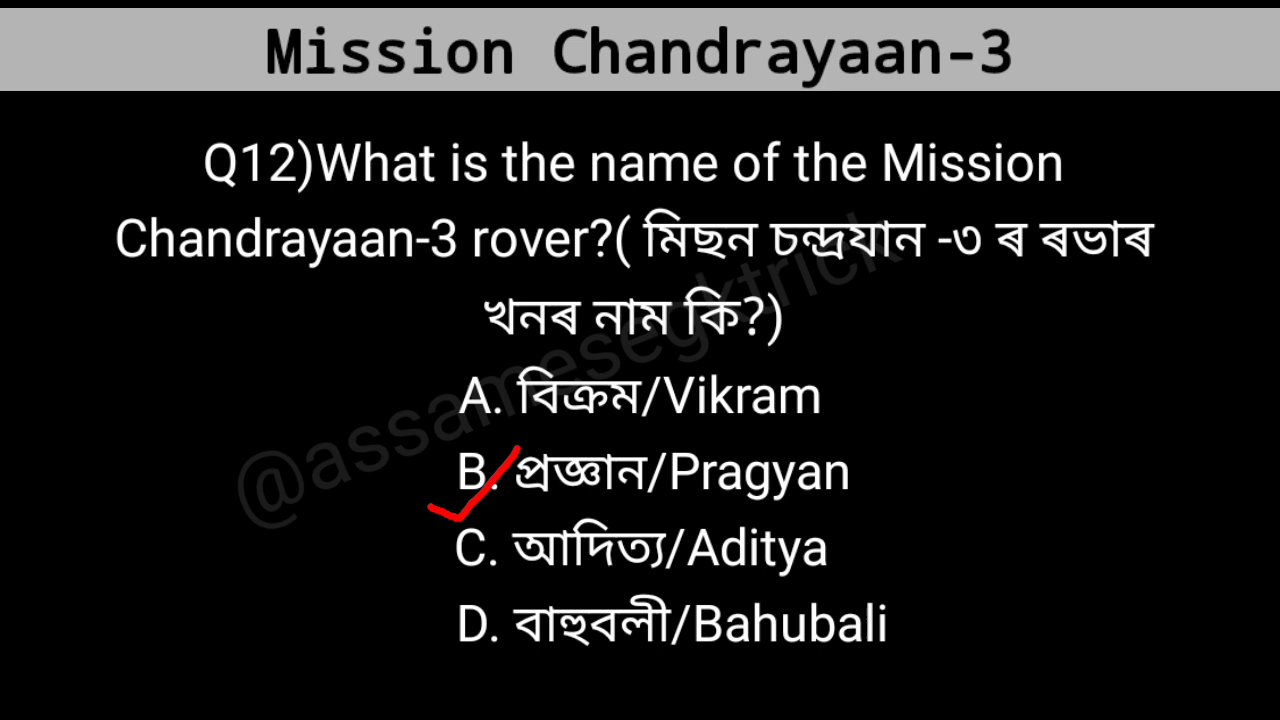 Mission Chandrayaan-3
Q12)What is the name of the Mission
Chandrayaan-3 rover?( মিছন চন্দ্ৰযান -৩ ৰ ৰভাৰ
খনৰ নাম কি?)
A. বিক্ৰম/Vikram
B. প্ৰজ্ঞান/Pragyan
C. আদিত্য/Aditya
D. বাহুবলী/Bahubali
@assamesegktrick